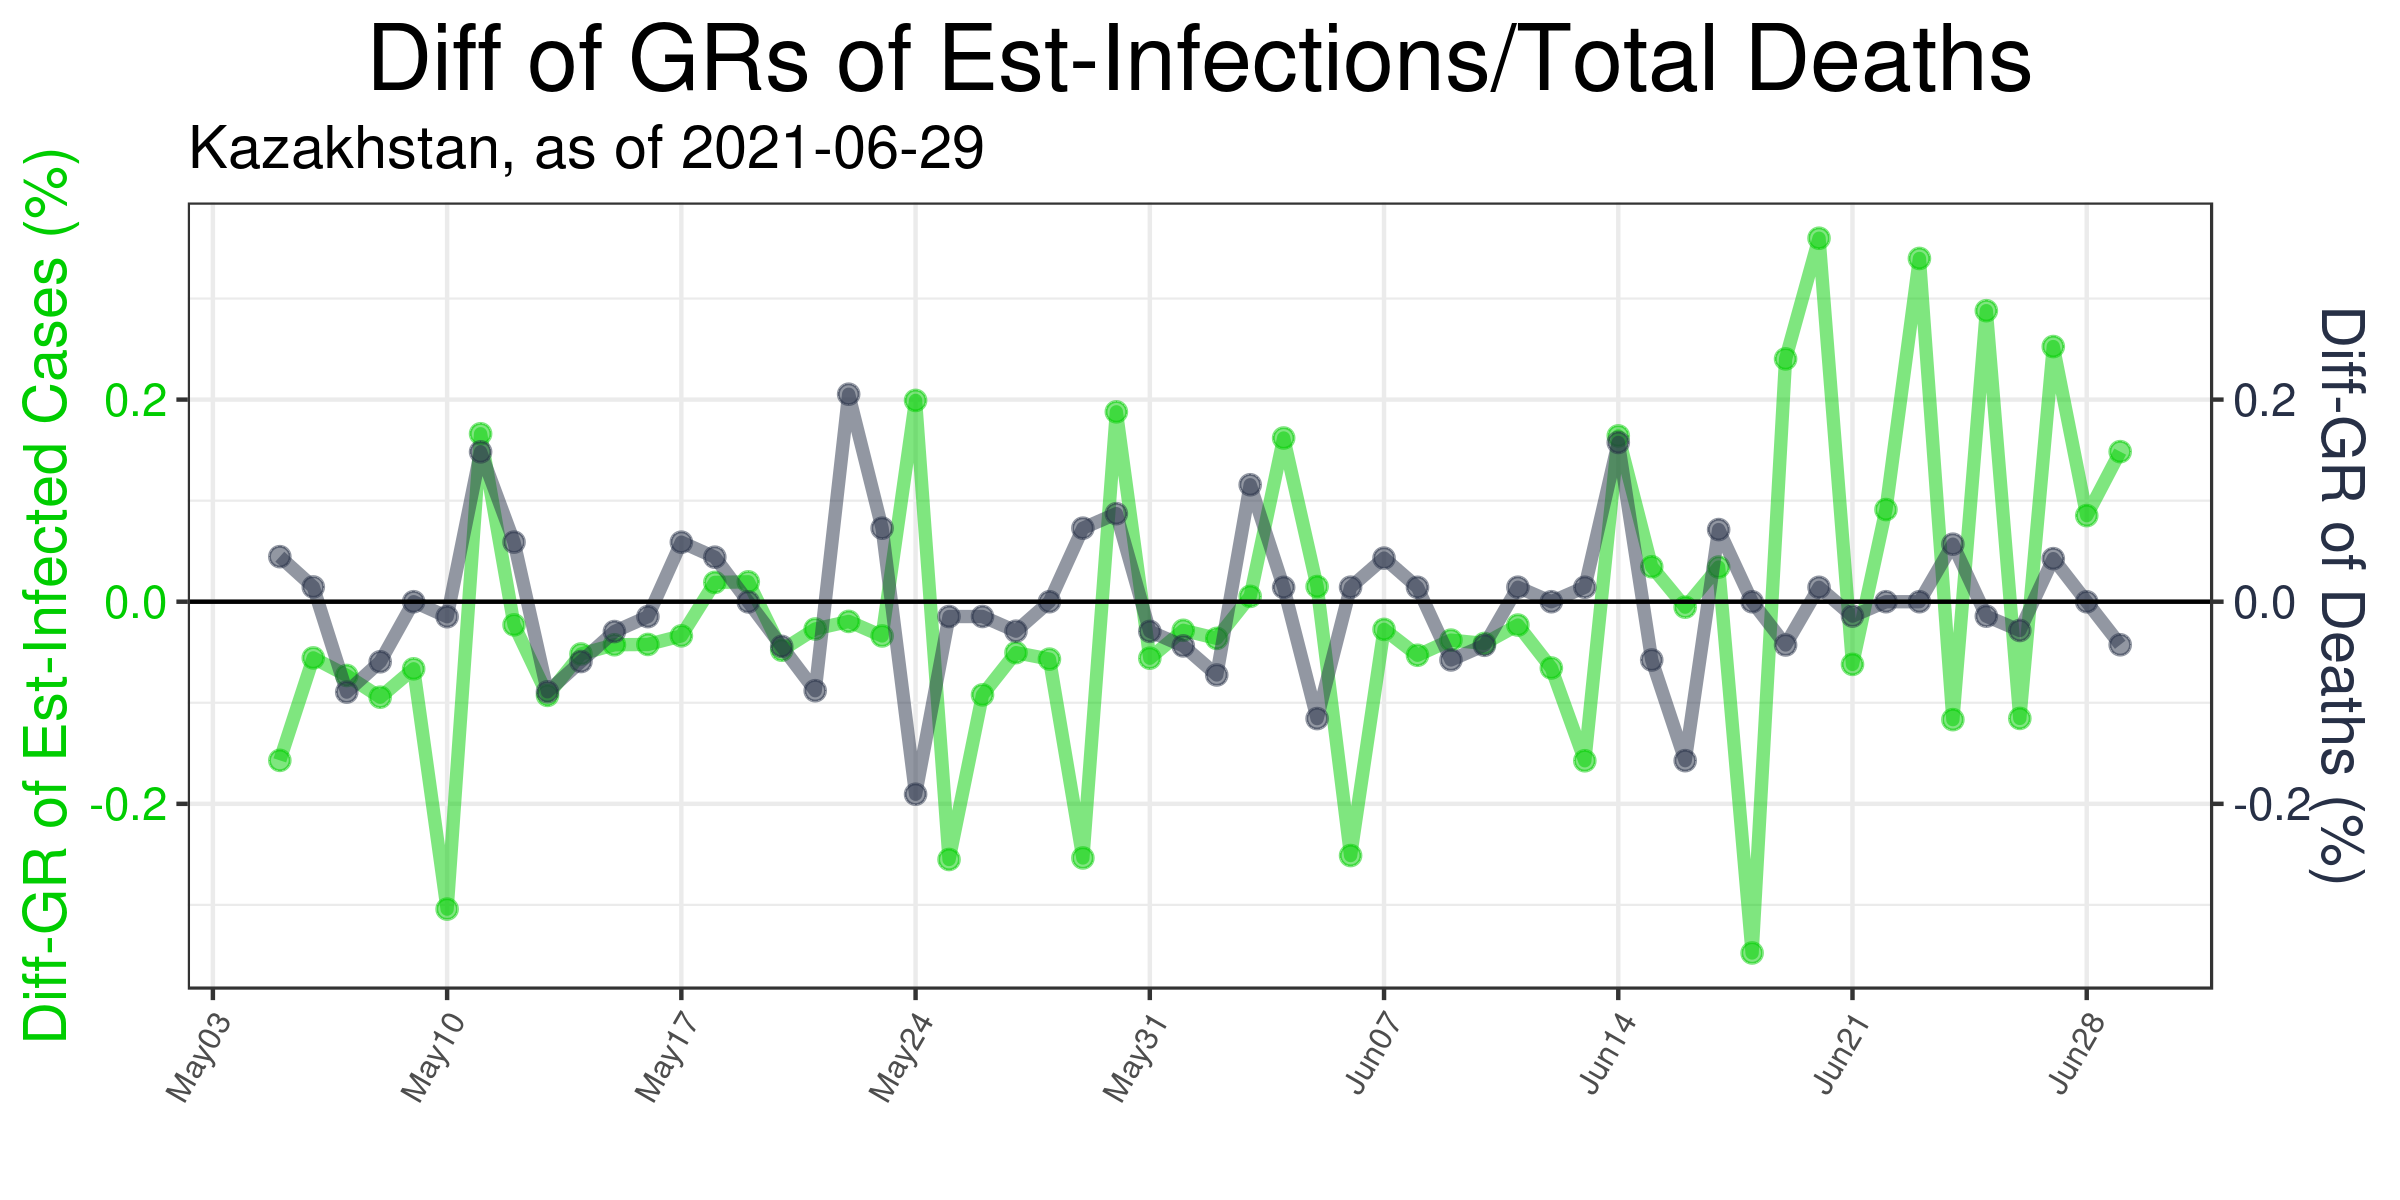 Diff of GRs of Est-Infections/Total Deaths
Kazakhstan, as of 2021-06-29
Diff-GR of Est-Infected Cases (%)
0.2
0.0
-0.2
0.2
0.0
-0.2
Diff-GR of Deaths (%)
May03
May10
May17
May24
May31
Jun07
Jun14
Jun21
Jun28